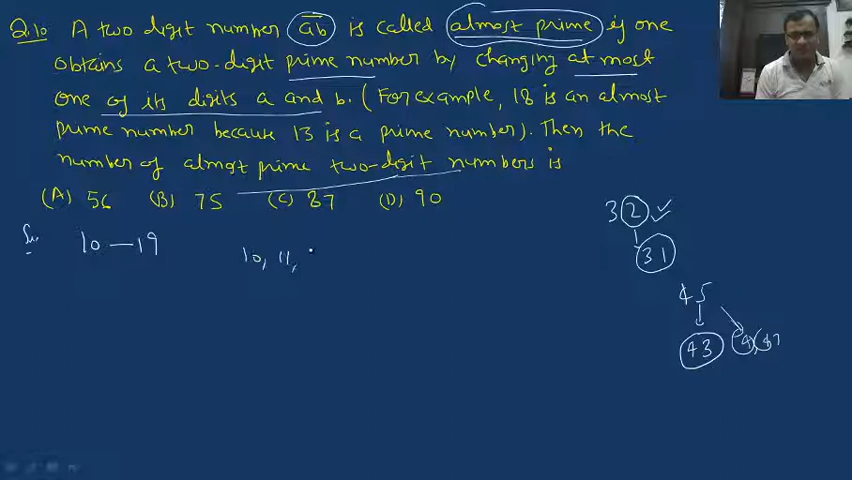 Q.10 A two digit number ab is called almost prime if one
obtains a two-digit prime number by changing at most
one of its digits a and b. (For example, 18 is an almost
prime number because 13 is a prime number). Then the
number of almost prime two-digit numbers is
(A) 56 (B) 75 (C) 87 (D) 90
10 — 19
10, 11,
32
31
45
43
47